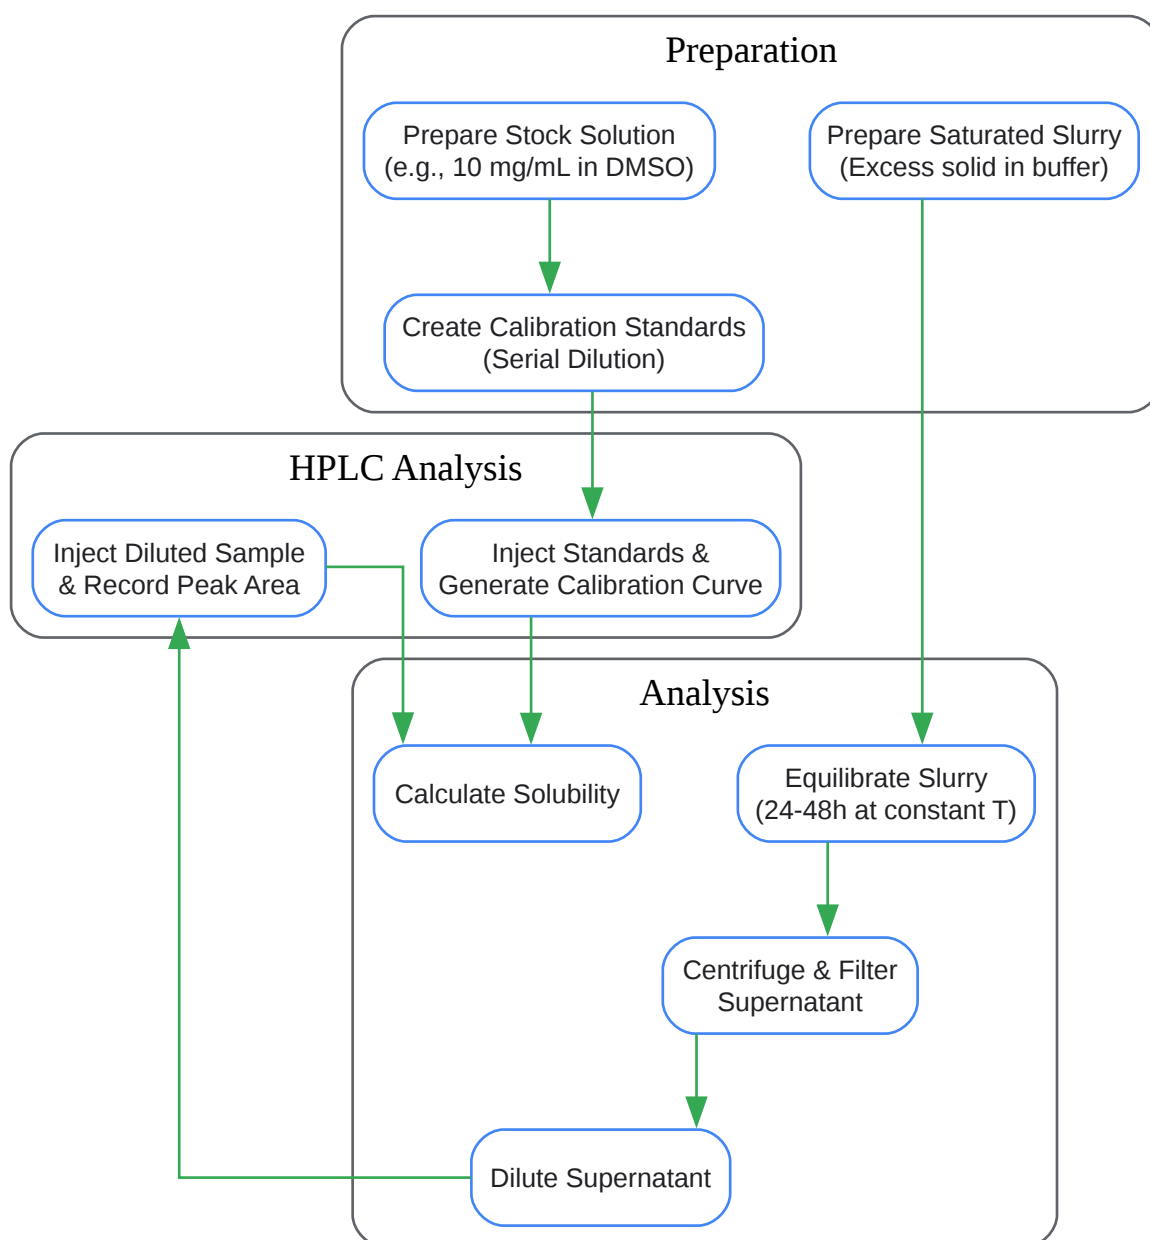 Preparation
Prepare Stock Solution
(e.g., 10 mg/mL in DMSO)
Prepare Saturated Slurry
(Excess solid in buffer)
Create Calibration Standards
(Serial Dilution)
HPLC Analysis
Inject Diluted Sample
& Record Peak Area
Inject Standards &
Generate Calibration Curve
Analysis
Calculate Solubility
Equilibrate Slurry
(24-48h at constant T)
Centrifuge & Filter
Supernatant
Dilute Supernatant